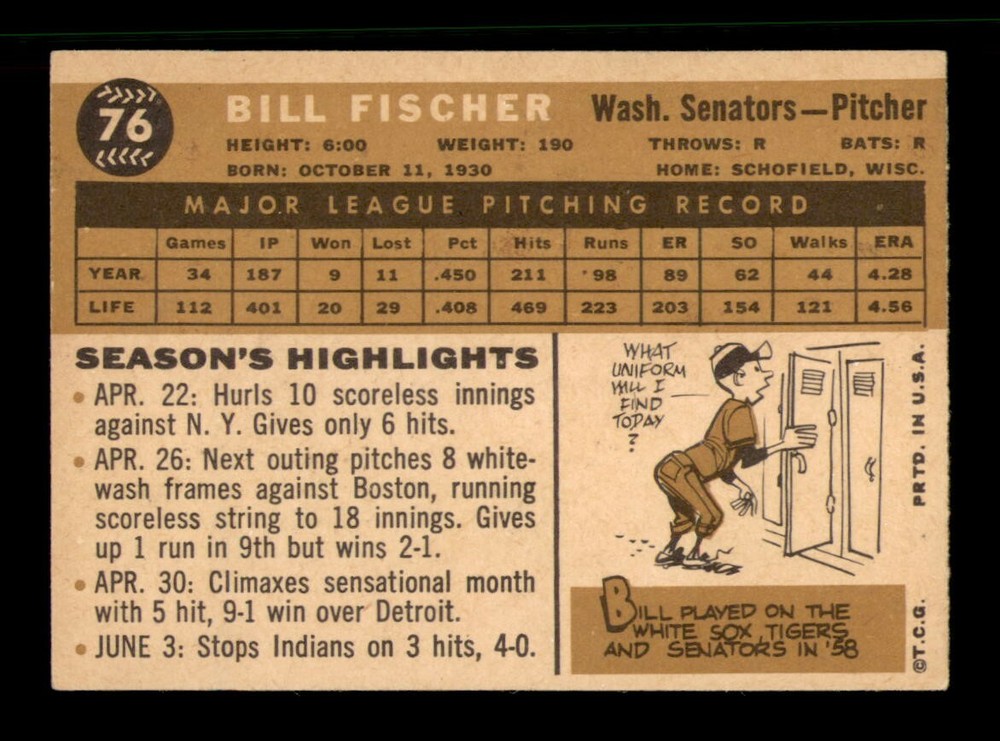 76
BILL FISCHER Wash. Senators—Pitcher
HEIGHT: 6:00 WEIGHT: 190 THROWS: R BATS: R
BORN: OCTOBER 11, 1930 HOME: SCHOFIELD, WISC.
MAJOR LEAGUE PITCHING RECORD
Games IP Won Lost Pct Hits Runs ER SO Walks ERA
YEAR 34 187 9 11 .450 211 98 89 62 44 4.28
LIFE 112 401 20 29 .408 469 223 203 154 121 4.56
SEASON'S HIGHLIGHTS
• APR. 22: Hurls 10 scoreless innings
against N. Y. Gives only 6 hits.
• APR. 26: Next outing pitches 8 white-
wash frames against Boston, running
scoreless string to 18 innings. Gives
up 1 run in 9th but wins 2-1.
• APR. 30: Climaxes sensational month
with 5 hit, 9-1 win over Detroit.
• JUNE 3: Stops Indians on 3 hits, 4-0.
WHAT
UNIFORM
WILL I
FIND
TODAY
?
BILL PLAYED ON THE
WHITE SOX, TIGERS
AND SENATORS IN '58
©T.C.G. PRTD. IN U.S.A.